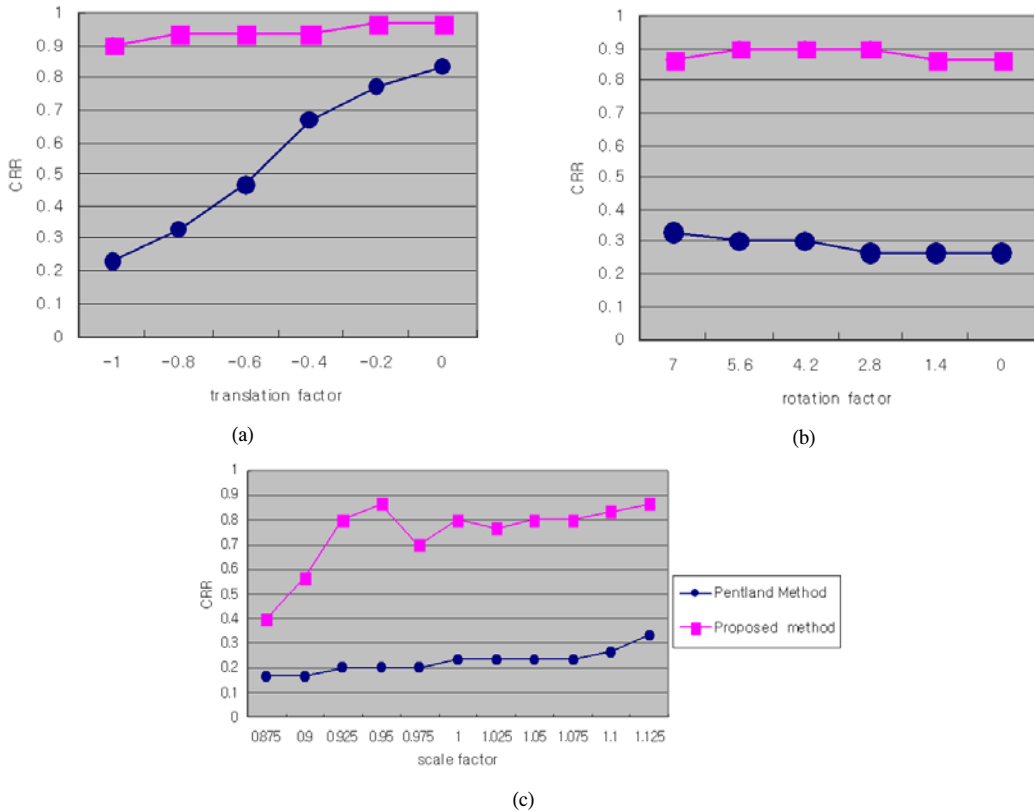 1
0.9
0.8
0.7
0.6
0.5
0.4
0.3
0.2
0.1
0
CRR
-1 -0.8 -0.6 -0.4 -0.2 0
translation factor
(a)
1
0.9
0.8
0.7
0.6
0.5
0.4
0.3
0.2
0.1
0
CRR
7 5.6 4.2 2.8 1.4 0
rotation factor
(b)
1
0.9
0.8
0.7
0.6
0.5
0.4
0.3
0.2
0.1
0
CRR
0.875 0.9 0.925 0.95 0.975 1 1.025 1.05 1.075 1.1 1.125
scale factor
Pentland Method
Proposed method
(c)